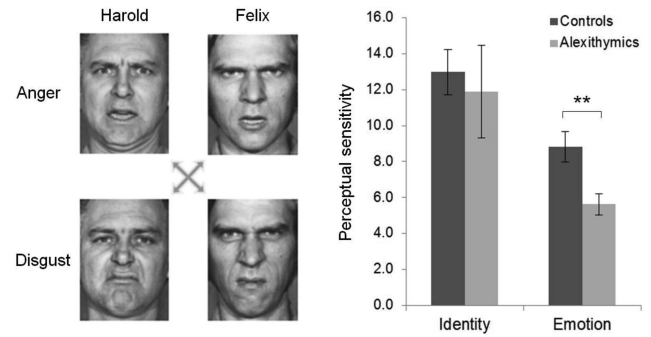 Harold Felix
Anger
Disgust
Perceptual sensitivity
16.0
14.0
12.0
10.0
8.0
6.0
4.0
2.0
0.0
Controls
Alexithymics
**
Identity Emotion